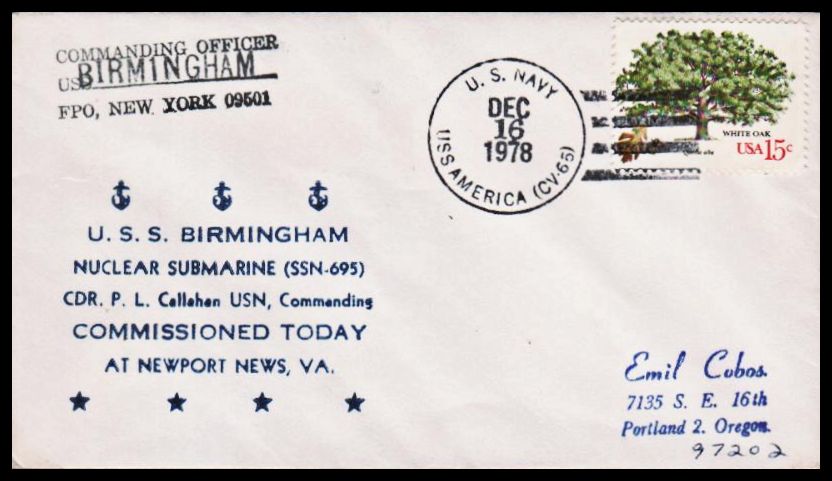 COMMANDING OFFICER
USS BIRMINGHAM
FPO, NEW YORK 09501
U. S. NAVY
DEC
16
1978
USS AMERICA (CV-65)
WHITE OAK
USA 15c
U. S. S. BIRMINGHAM
NUCLEAR SUBMARINE (SSN-695)
CDR. P. L. Callahan USN, Commanding
COMMISSIONED TODAY
AT NEWPORT NEWS, VA.
Emil Cobos.
7135 S. E. 16th
Portland 2. Oregon.
97202